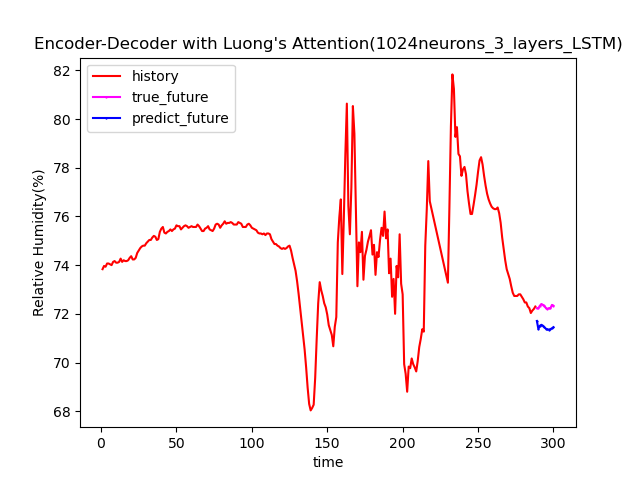 Encoder-Decoder with Luong's Attention(1024neurons_3_layers_LSTM)
history
true_future
predict_future
82
80
78
76
74
72
70
68
Relative Humidity(%)
0 50 100 150 200 250 300
time